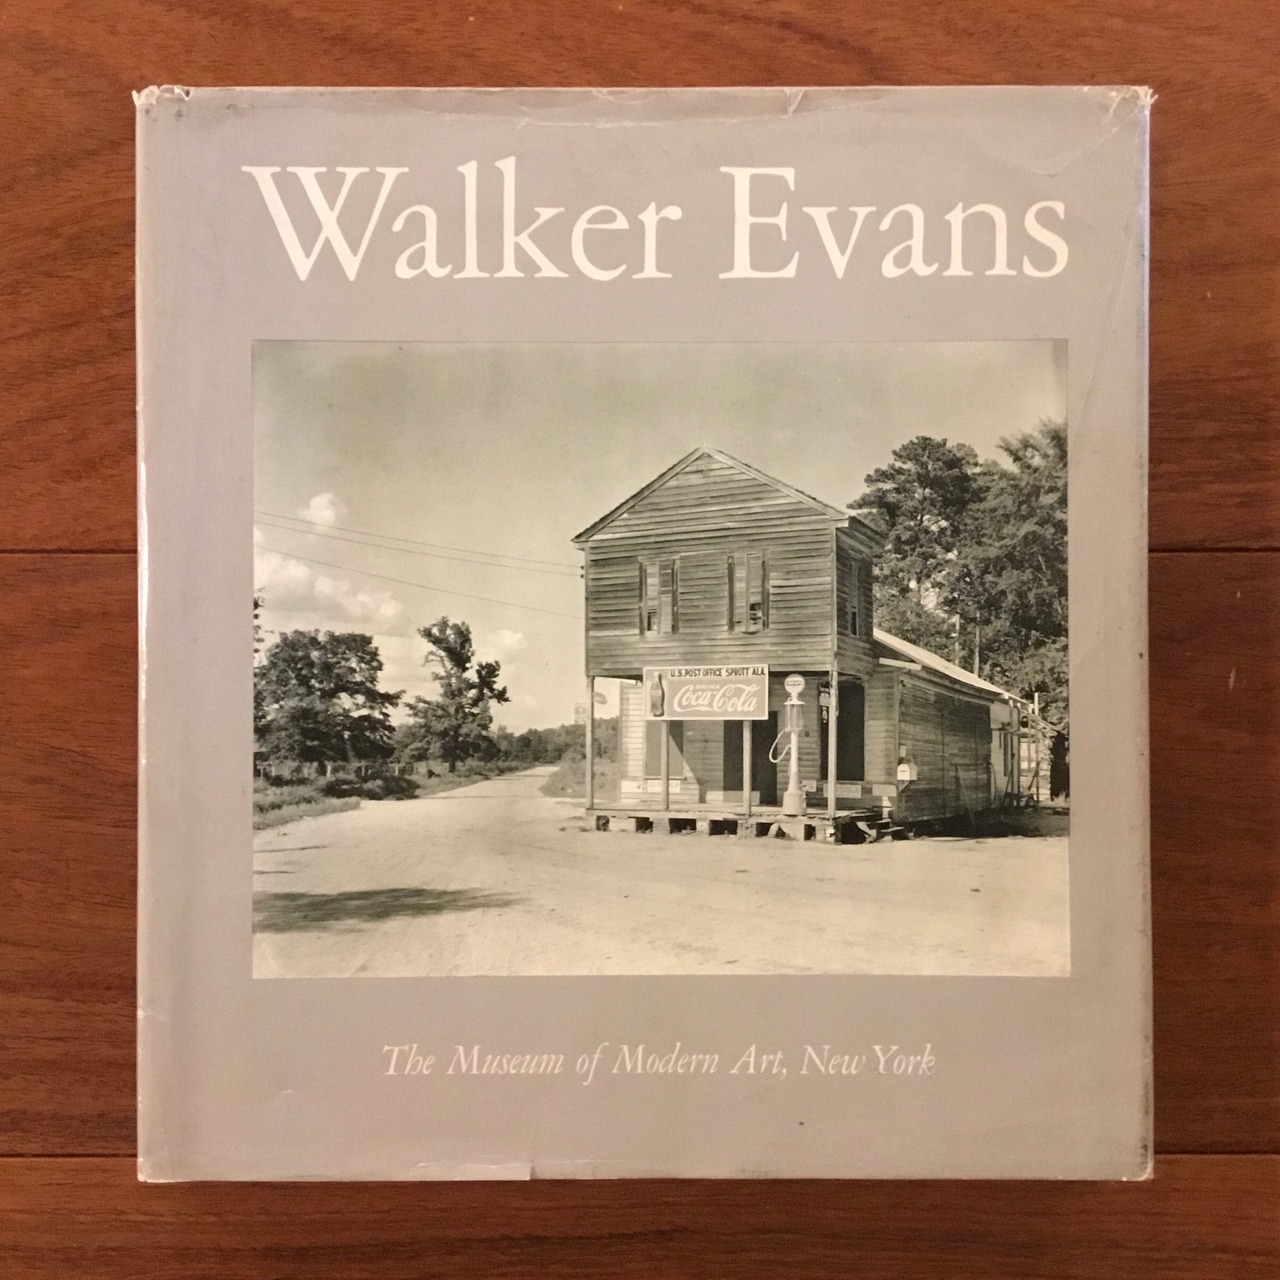 Walker Evans
U.S. POST OFFICE SPROTT ALA.
Coca-Cola
The Museum of Modern Art, New York